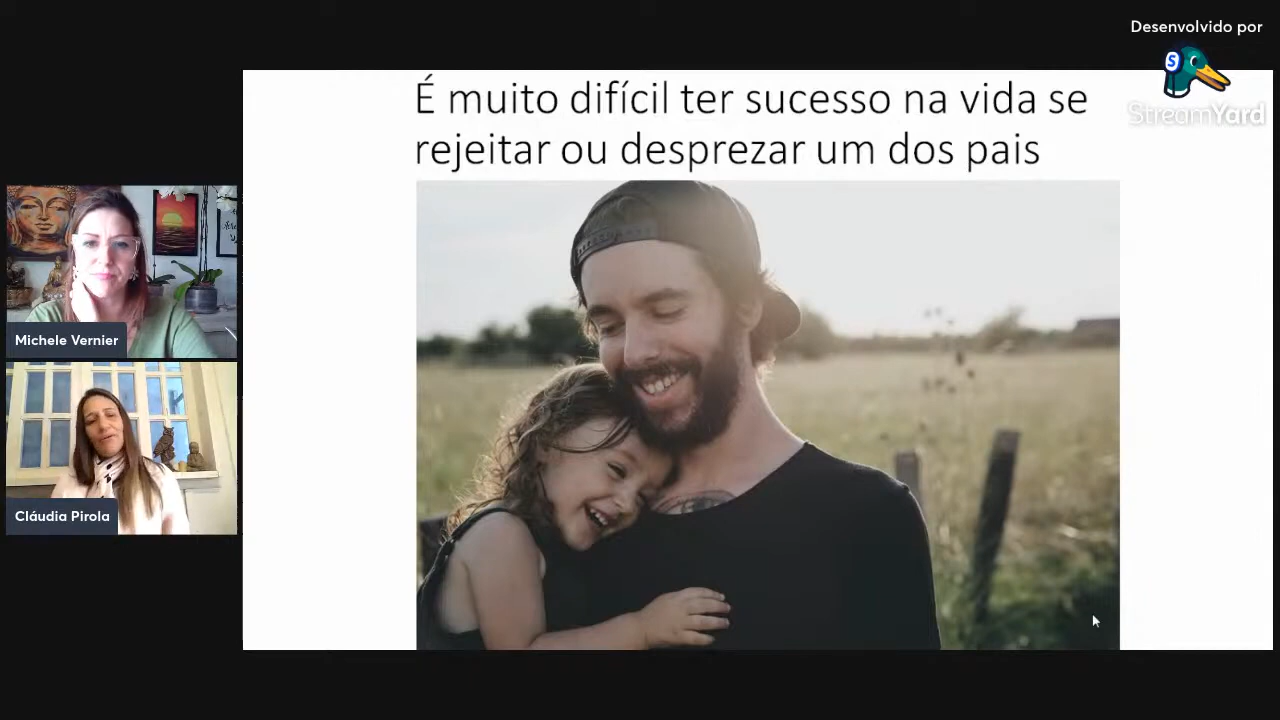 Desenvolvido por
StreamYard
É muito difícil ter sucesso na vida se
rejeitar ou desprezar um dos pais
Michele Vernier
Cláudia Pirola